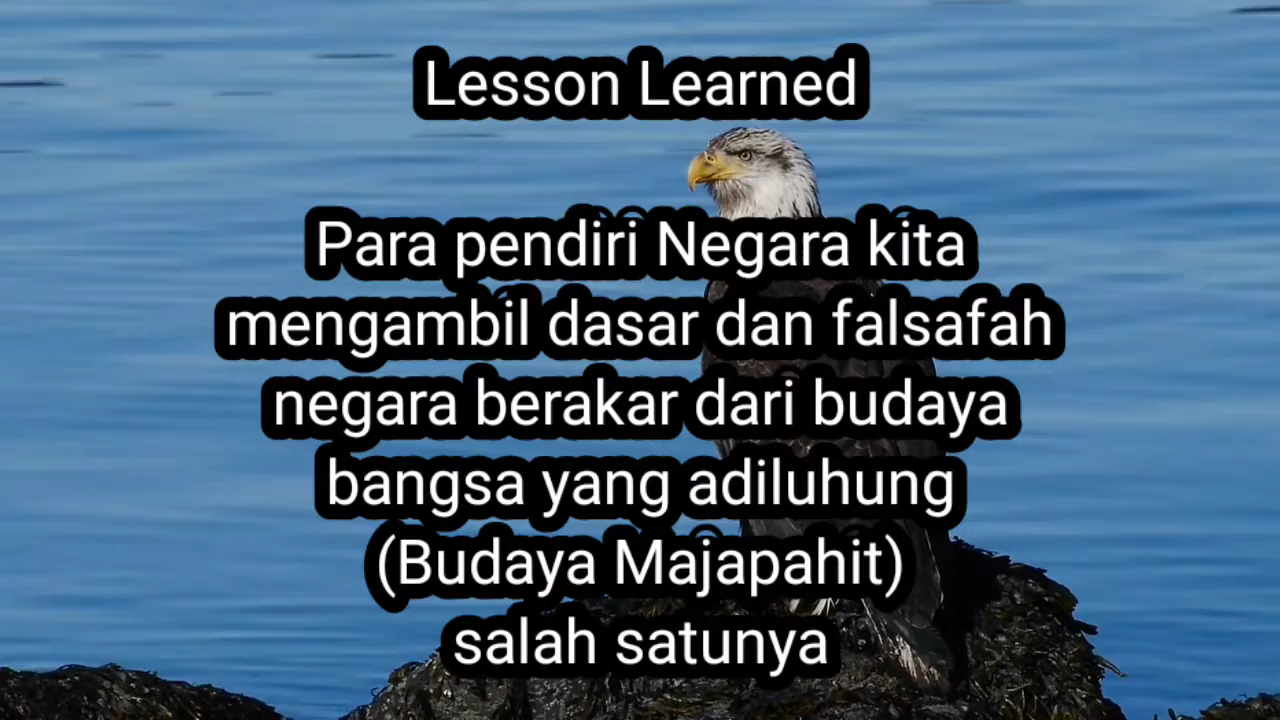 Lesson Learned
Para pendiri Negara kita
mengambil dasar dan falsafah
negara berakar dari budaya
bangsa yang adiluhung
(Budaya Majapahit)
salah satunya